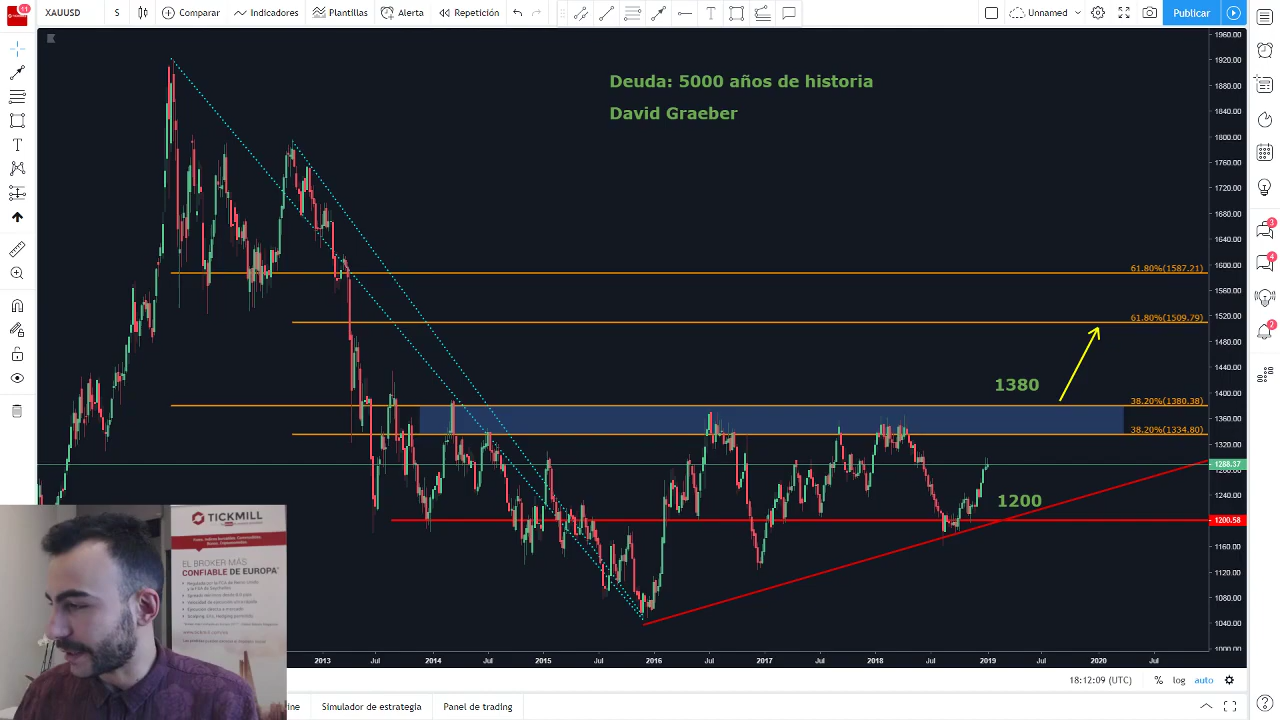 11
XAUUSD
S
Comparar
Indicadores
Plantillas
Alerta
Repetición
T
Unnamed
Publicar
Deuda: 5000 años de historia
David Graeber
1960.00
1920.00
1880.00
1840.00
1800.00
1760.00
1720.00
1680.00
1640.00
1600.00
61.80%(1587.21)
1560.00
1520.00
61.80%(1509.79)
1480.00
1440.00
1400.00
1380
38.20%(1380.38)
1360.00
38.20%(1334.80)
1320.00
1288.37
1280.00
1240.00
1200
1200.58
1160.00
1120.00
1080.00
1040.00
1000.00
3
4
2
TICKMILL
EL BROKER MÁS
CONFIABLE DE EUROPA
2013
Jul
2014
Jul
2015
Jul
2016
Jul
2017
Jul
2018
Jul
2019
Jul
2020
Jul
18:12:09 (UTC)
%
log
auto
ine
Simulador de estrategia
Panel de trading